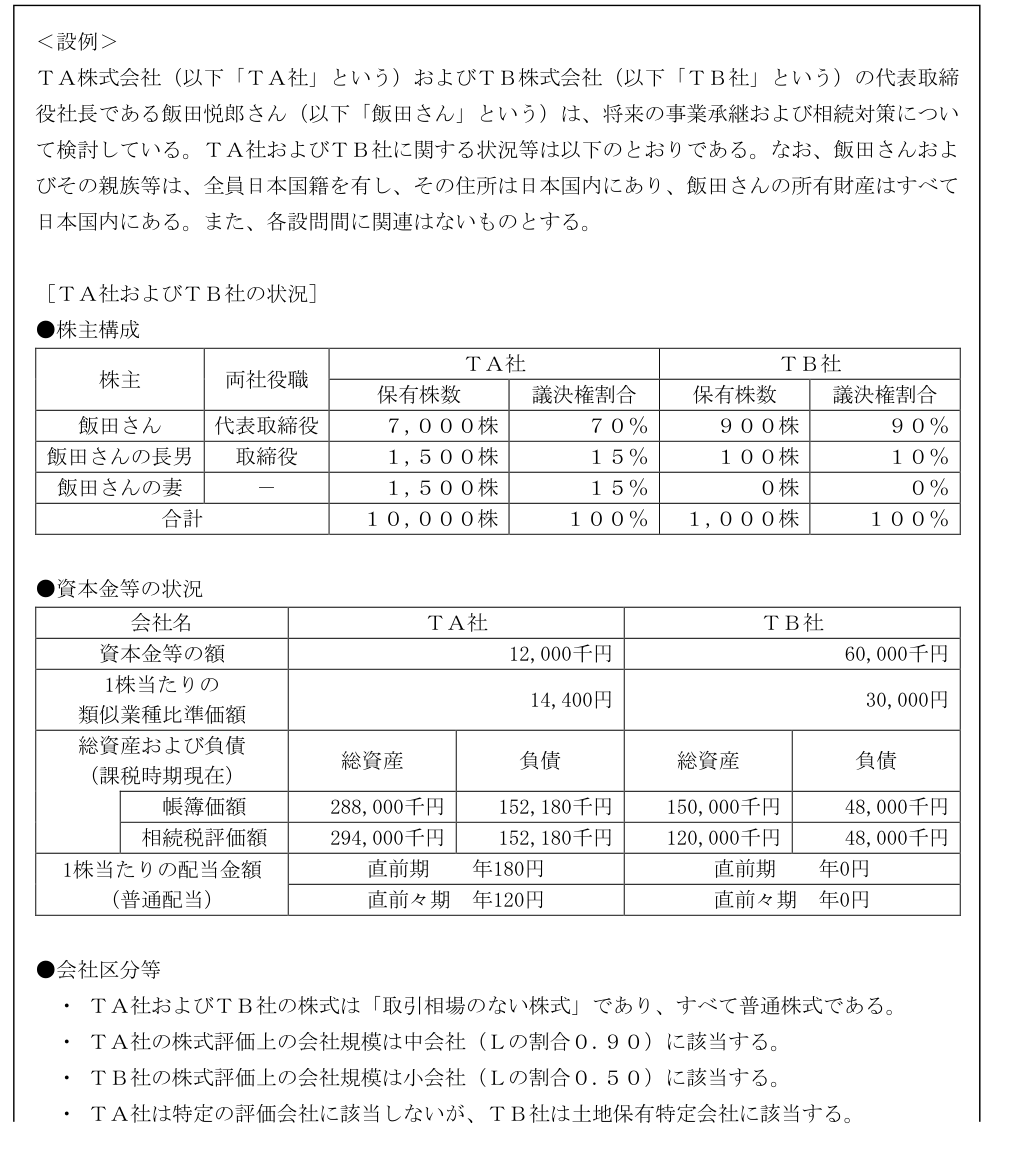 ＜設例＞
ＴＡ株式会社（以下「ＴＡ社」という）およびＴＢ株式会社（以下「ＴＢ社」という）の代表取締
役社長である飯田悦郎さん（以下「飯田さん」という）は、将来の事業承継および相続対策につい
て検討している。ＴＡ社およびＴＢ社に関する状況等は以下のとおりである。なお、飯田さんおよ
びその親族等は、全員日本国籍を有し、その住所は日本国内にあり、飯田さんの所有財産はすべて
日本国内にある。また、各設問間に関連はないものとする。
［ＴＡ社およびＴＢ社の状況］
●株主構成
株主 両社役職 ＴＡ社 ＴＢ社
保有株数 議決権割合 保有株数 議決権割合
飯田さん 代表取締役 ７,０００株 ７０％ ９００株 ９０％
飯田さんの長男 取締役 １,５００株 １５％ １００株 １０％
飯田さんの妻 － １,５００株 １５％ ０株 ０％
合計 １０,０００株 １００％ １,０００株 １００％
●資本金等の状況
会社名 ＴＡ社 ＴＢ社
資本金等の額 12,000千円 60,000千円
1株当たりの
類似業種比準価額 14,400円 30,000円
総資産および負債
（課税時期現在） 総資産 負債 総資産 負債
帳簿価額 288,000千円 152,180千円 150,000千円 48,000千円
相続税評価額 294,000千円 152,180千円 120,000千円 48,000千円
1株当たりの配当金額 直前期 年180円 直前期 年0円
（普通配当） 直前々期 年120円 直前々期 年0円
●会社区分等
・ ＴＡ社およびＴＢ社の株式は「取引相場のない株式」であり、すべて普通株式である。
・ ＴＡ社の株式評価上の会社規模は中会社（Ｌの割合０.９０）に該当する。
・ ＴＢ社の株式評価上の会社規模は小会社（Ｌの割合０.５０）に該当する。
・ ＴＡ社は特定の評価会社に該当しないが、ＴＢ社は土地保有特定会社に該当する。